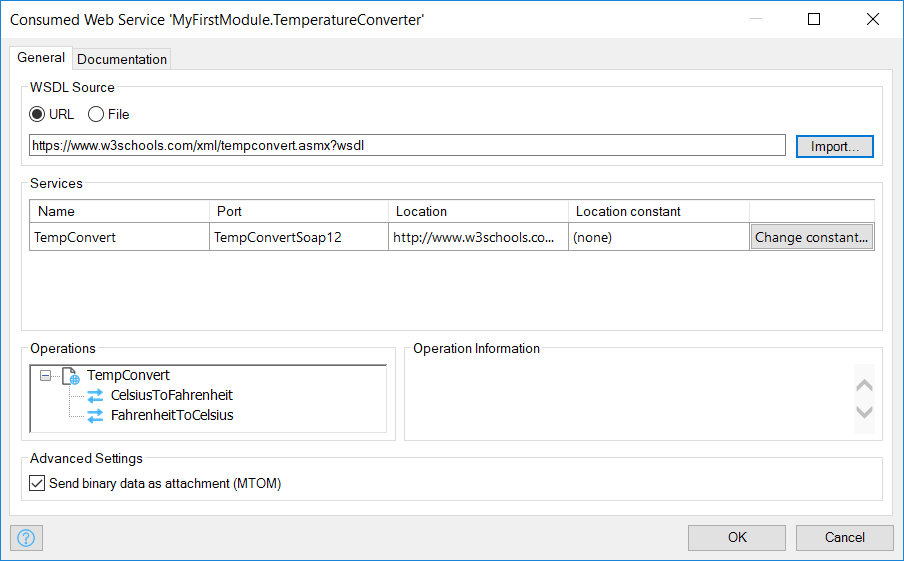 Consumed Web Service 'MyFirstModule.TemperatureConverter'
General Documentation
WSDL Source
URL File
https://www.w3schools.com/xml/tempconvert.asmx?wsdl Import...
Services
Name Port Location Location constant
TempConvert TempConvertSoap12 http://www.w3schools.co... (none) Change constant...
Operations
TempConvert
CelsiusToFahrenheit
FahrenheitToCelsius
Operation Information
Advanced Settings
Send binary data as attachment (MTOM)
? OK Cancel